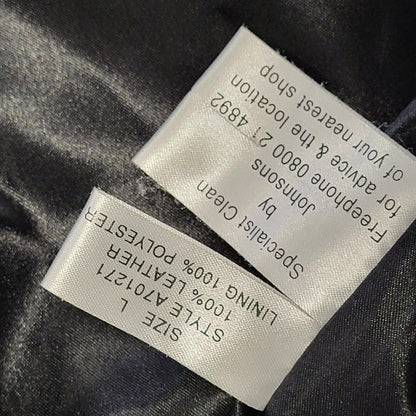 Specialist Clean
by
Johnsons
Freephone 0800 21 4892
for advice & the location
of your nearest shop
SIZE L
STYLE A701271
100% LEATHER
LINING 100% POLYESTER